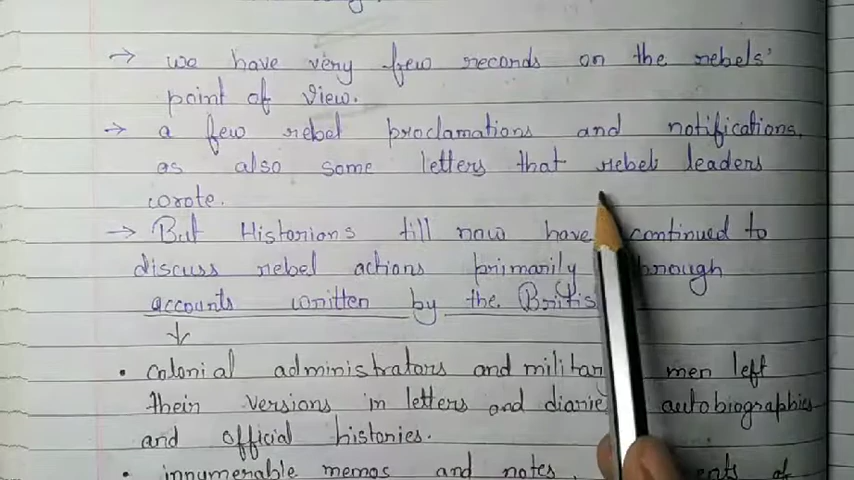 → we have very few records on the rebels'
point of view.
→ a few rebel proclamations and notifications,
as also some letters that rebel leaders
wrote.
→ But Historians till now have continued to
discuss rebel actions primarily through
accounts written by the British
↓
• colonial administrators and military men left
their versions in letters and diaries autobiographies
and official histories.
• innumerable memos and notes, of